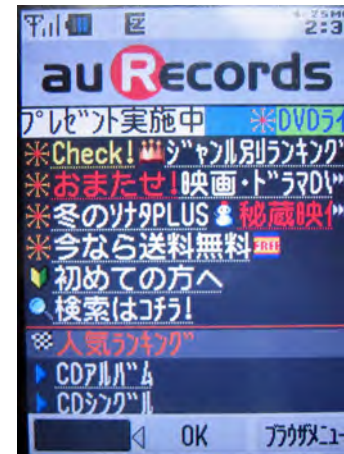 2:3
au Records
プレゼント実施中 DVDライ
Check! ジャンル別ランキング
おまたせ!映画・ドラマDV
冬のソナタPLUS 秘蔵映イ
今なら送料無料 FREE
初めての方へ
検索はコチラ!
人気ランキング
CDアルバム
CDシングル
OK ブラウザメニュー